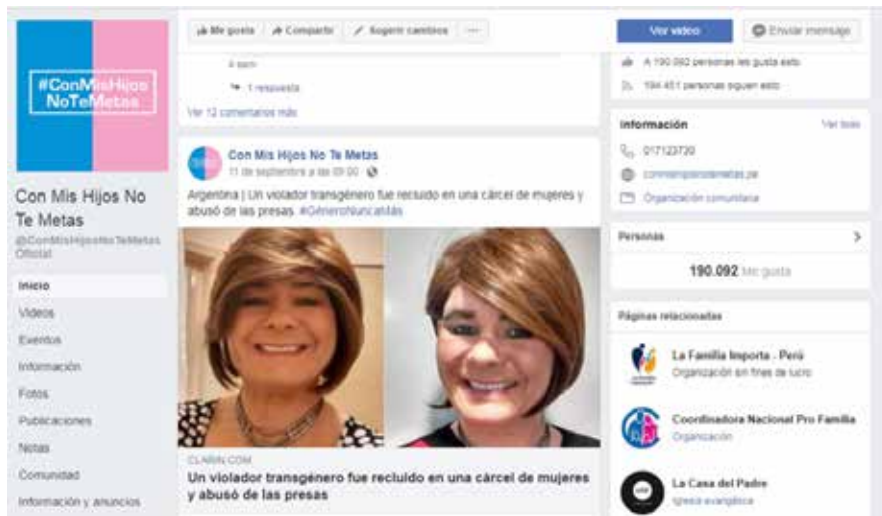 #ConMisHijos
NoTeMetas
Con Mis Hijos No
Te Metas
@ConMisHijosNoTeMetas
Oficial
Inicio
Videos
Eventos
Información
Fotos
Publicaciones
Notas
Comunidad
Información y anuncios
Me gusta
Compartir
Sugerir cambios
4 sem
1 respuesta
Ver 12 comentarios más
Con Mis Hijos No Te Metas
11 de septiembre a las 09:00
Argentina | Un violador transgénero fue recluido en una cárcel de mujeres y
abusó de las presas. #GéneroNuncaMás
CLARIN.COM
Un violador transgénero fue recluido en una cárcel de mujeres
y abusó de las presas
Ver video
Enviar mensaje
A 190.092 personas les gusta esto
194.451 personas siguen esto
Información
Ver todo
017123730
conmishijosnotemetas.pe
Organización comunitaria
Personas
190.092 Me gusta
Páginas relacionadas
La Familia Importa - Perú
Organización sin fines de lucro
Coordinadora Nacional Pro Familia
Organización
La Casa del Padre
Iglesia evangélica